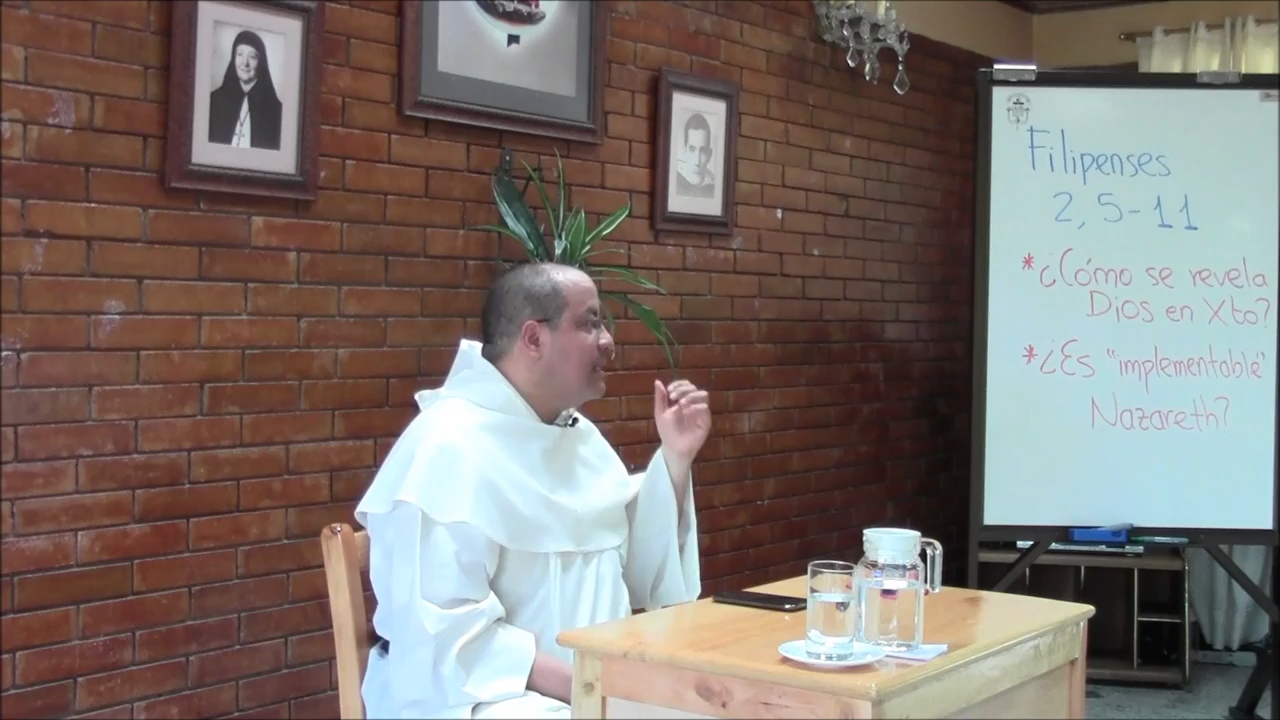 Filipenses
2, 5-11
*¿Cómo se revela
Dios en Xto?
*¿Es "implementable"
Nazareth?